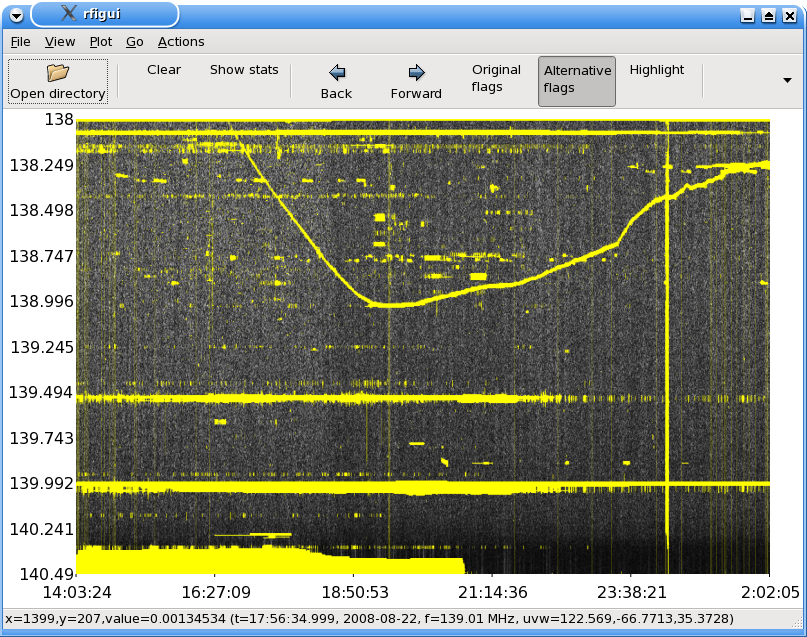 rfigui
File View Plot Go Actions
Open directory Clear Show stats Back Forward Original flags Alternative flags Highlight
138
138.249
138.498
138.747
138.996
139.245
139.494
139.743
139.992
140.241
140.49
14:03:24 16:27:09 18:50:53 21:14:36 23:38:21 2:02:05
x=1399,y=207,value=0.00134534 (t=17:56:34.999, 2008-08-22, f=139.01 MHz, uvw=122.569,-66.7713,35.3728)